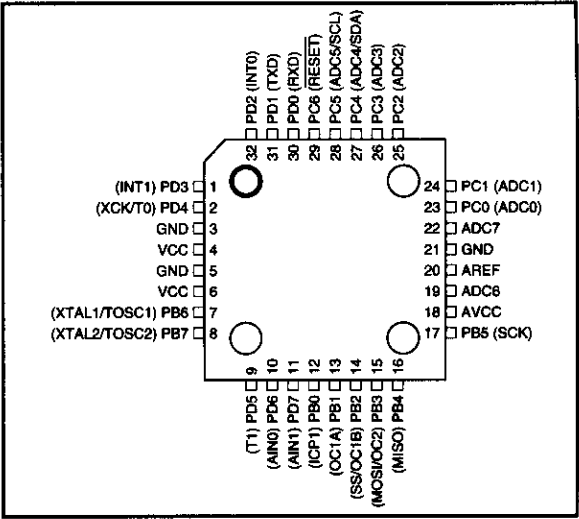 32 PD2 (INT0)
31 PD1 (TXD)
30 PD0 (RXD)
29 PC6 (RESET)
28 PC5 (ADC5/SCL)
27 PC4 (ADC4/SDA)
26 PC3 (ADC3)
25 PC2 (ADC2)
(INT1) PD3 1
(XCK/T0) PD4 2
GND 3
VCC 4
GND 5
VCC 6
(XTAL1/TOSC1) PB6 7
(XTAL2/TOSC2) PB7 8
24 PC1 (ADC1)
23 PC0 (ADC0)
22 ADC7
21 GND
20 AREF
19 ADC6
18 AVCC
17 PB5 (SCK)
(T1) PD5 9
(AIN0) PD6 10
(AIN1) PD7 11
(ICP1) PB0 12
(OC1A) PB1 13
(SS/OC1B) PB2 14
(MOSI/OC2) PB3 15
(MISO) PB4 16